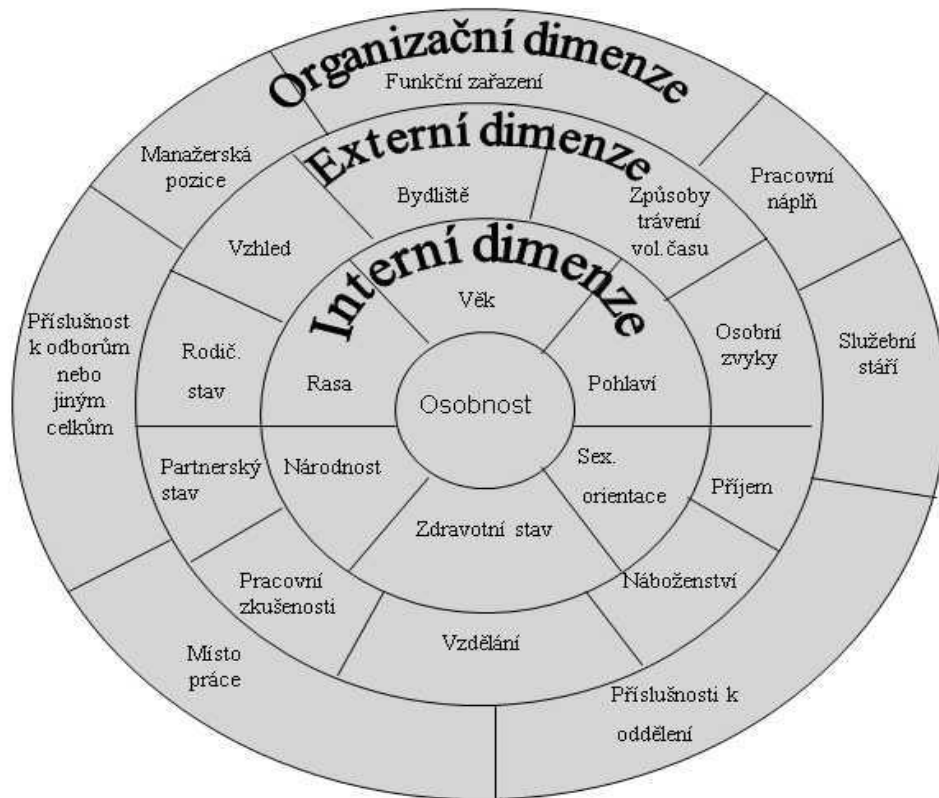 Organizační dimenze
Funkční zařazení
Manažerská
pozice
Pracovní
náplň
Příslušnost
k odborům
nebo
jiným
celkům
Služební
stáří
Místo
práce
Příslušnosti k
oddělení
Externí dimenze
Bydliště
Způsoby
trávení
vol. času
Vzhled
Rodič.
stav
Osobní
zvyky
Partnerský
stav
Příjem
Pracovní
zkušenosti
Náboženství
Vzdělání
Interní dimenze
Věk
Rasa
Pohlaví
Národnost
Sex.
orientace
Zdravotní stav
Osobnost